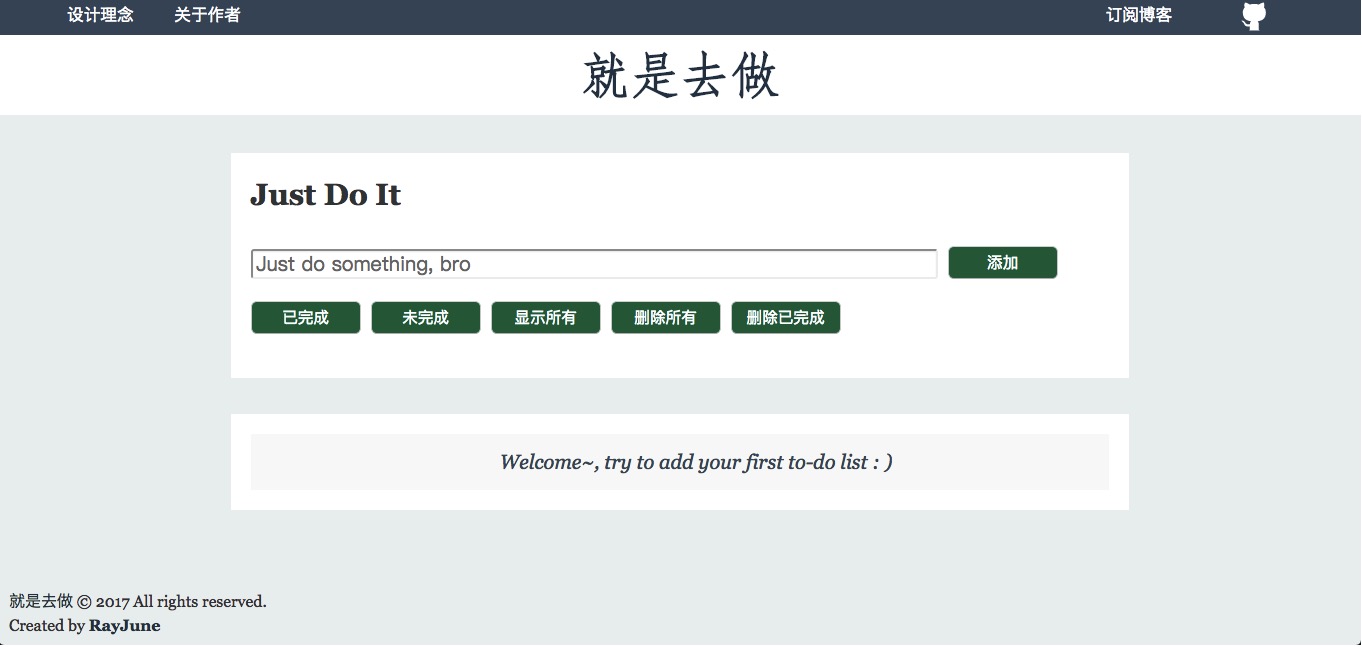 设计理念 关于作者 订阅博客
就是去做
Just Do It
Just do something, bro 添加
已完成 未完成 显示所有 删除所有 删除已完成
Welcome~, try to add your first to-do list : )
就是去做 © 2017 All rights reserved.
Created by RayJune